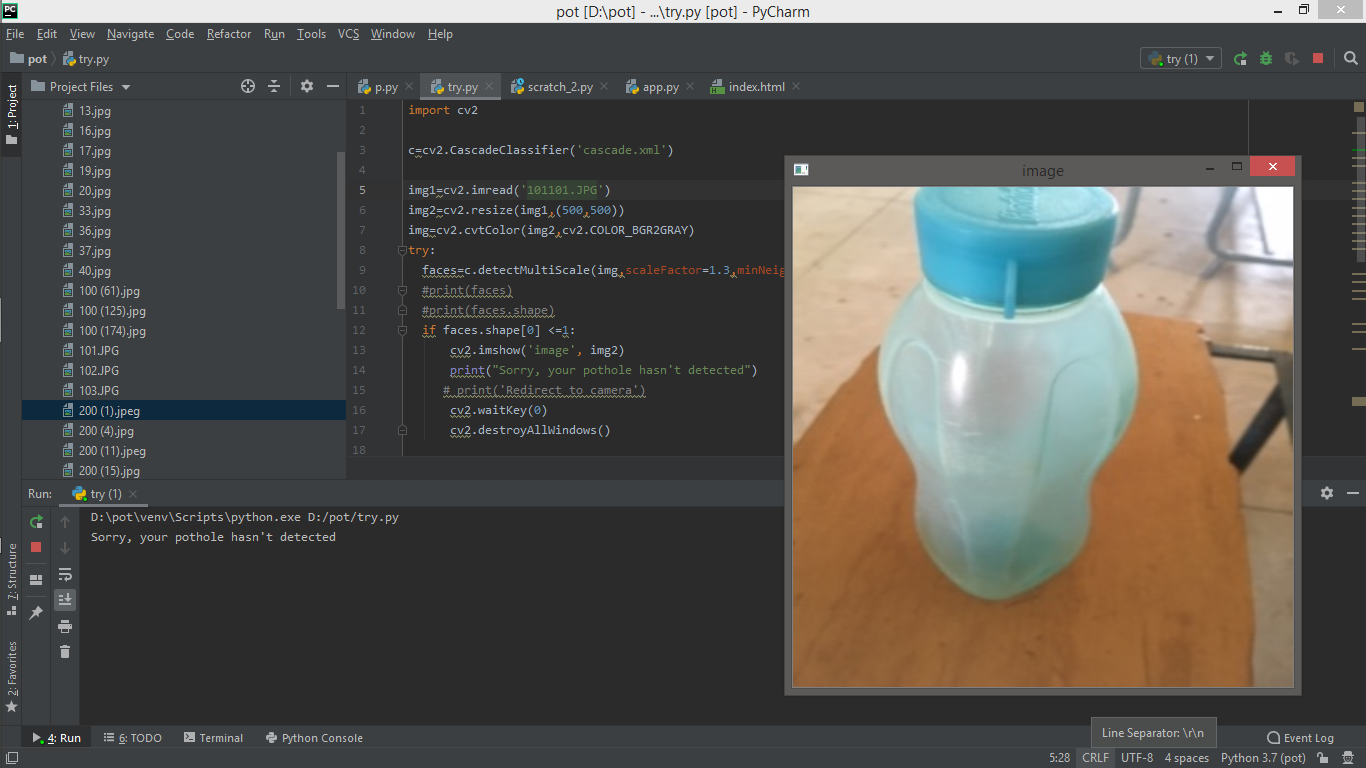 pot [D:\pot] - ...\try.py [pot] - PyCharm
File Edit View Navigate Code Refactor Run Tools VCS Window Help
pot try.py
try (1)
1: Project
Project Files
p.py try.py scratch_2.py app.py index.html
13.jpg
16.jpg
17.jpg
19.jpg
20.jpg
33.jpg
36.jpg
37.jpg
40.jpg
100 (61).jpg
100 (125).jpg
100 (174).jpg
101.JPG
102.JPG
103.JPG
200 (1).jpeg
200 (4).jpg
200 (11).jpeg
200 (15).jpg
1 import cv2
2
3 c=cv2.CascadeClassifier('cascade.xml')
4
5 img1=cv2.imread('101101.JPG')
6 img2=cv2.resize(img1,(500,500))
7 img=cv2.cvtColor(img2,cv2.COLOR_BGR2GRAY)
8 try:
9 faces=c.detectMultiScale(img,scaleFactor=1.3,minNeig
10 #print(faces)
11 #print(faces.shape)
12 if faces.shape[0] <=1:
13 cv2.imshow('image', img2)
14 print("Sorry, your pothole hasn't detected")
15 # print('Redirect to camera')
16 cv2.waitKey(0)
17 cv2.destroyAllWindows()
18
image
Run: try (1)
D:\pot\venv\Scripts\python.exe D:/pot/try.py
Sorry, your pothole hasn't detected
7: Structure
2: Favorites
4: Run 6: TODO Terminal Python Console
Line Separator: \r\n
Event Log
5:28 CRLF UTF-8 4 spaces Python 3.7 (pot)